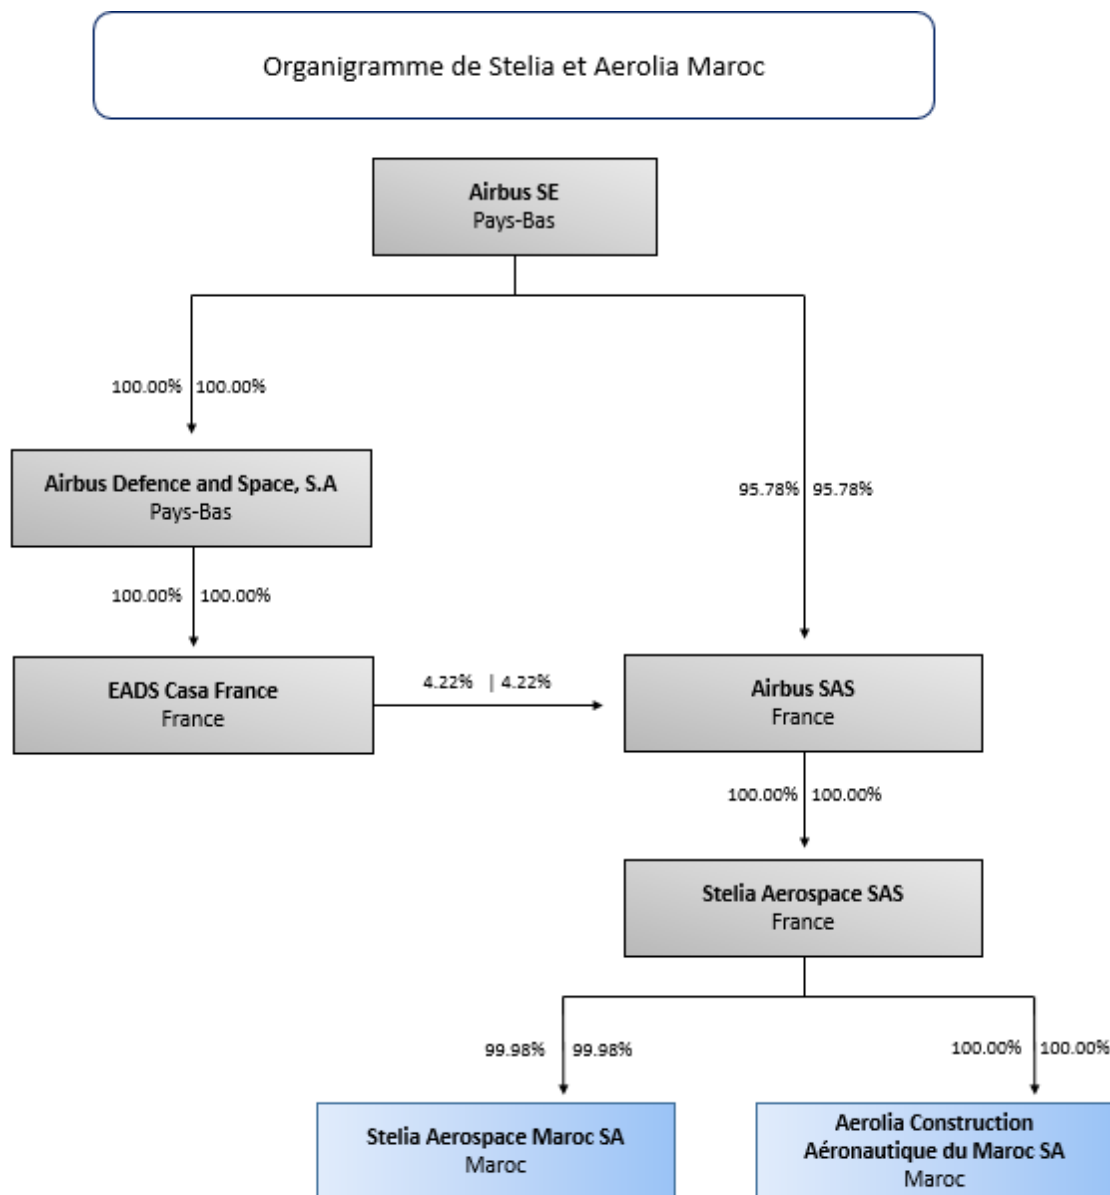 Organigramme de Stelia et Aerolia Maroc
Airbus SE
Pays-Bas
100.00% 100.00%
95.78% 95.78%
Airbus Defence and Space, S.A
Pays-Bas
100.00% 100.00%
EADS Casa France
France
4.22% | 4.22%
Airbus SAS
France
100.00% 100.00%
Stelia Aerospace SAS
France
99.98% 99.98%
100.00% 100.00%
Stelia Aerospace Maroc SA
Maroc
Aerolia Construction
Aéronautique du Maroc SA
Maroc